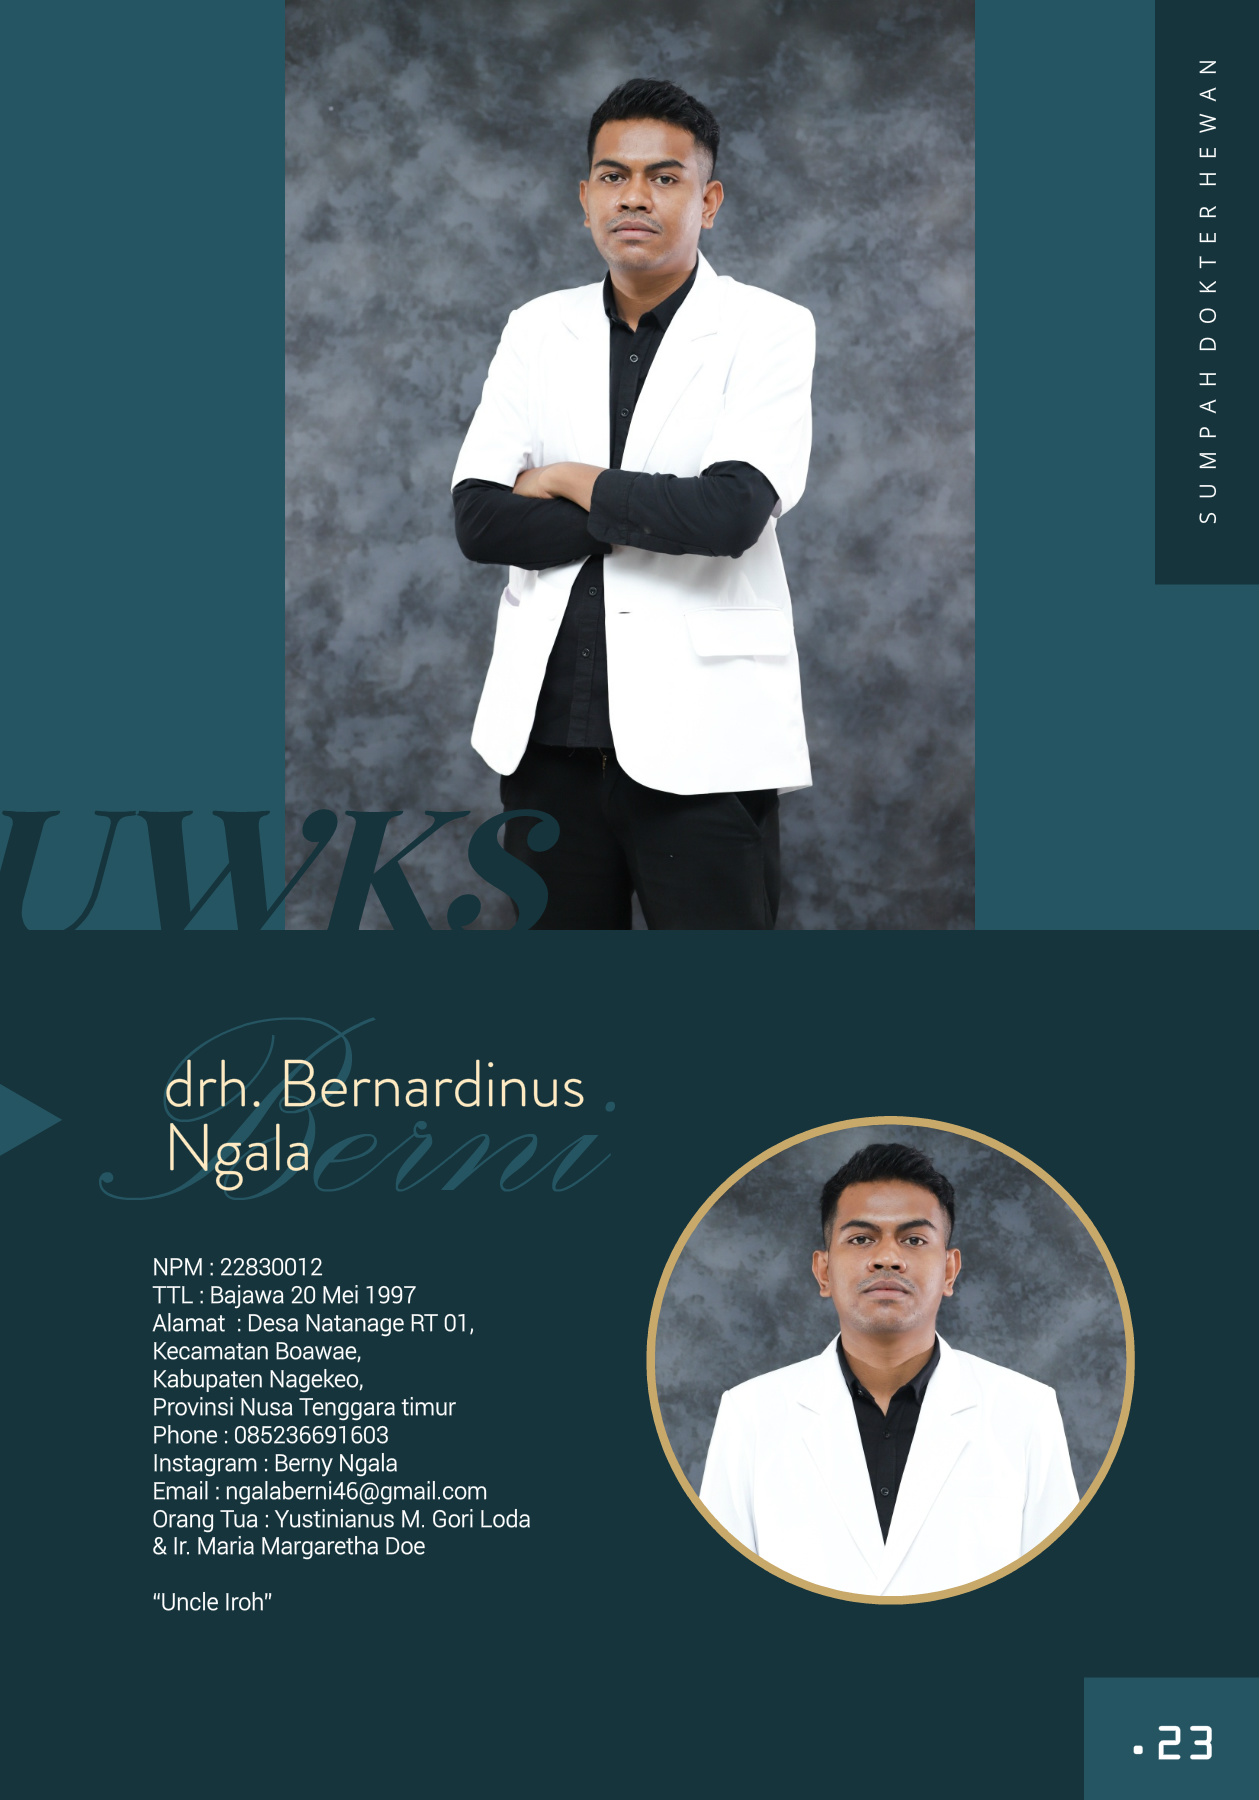 SUMPAH DOKTER HEWAN
UWKS
Berni
drh. Bernardinus
Ngala
NPM : 22830012
TTL : Bajawa 20 Mei 1997
Alamat : Desa Natanage RT 01,
Kecamatan Boawae,
Kabupaten Nagekeo,
Provinsi Nusa Tenggara timur
Phone : 085236691603
Instagram : Berny Ngala
Email : ngalaberni46@gmail.com
Orang Tua : Yustinianus M. Gori Loda
& Ir. Maria Margaretha Doe
“Uncle Iroh”
.23